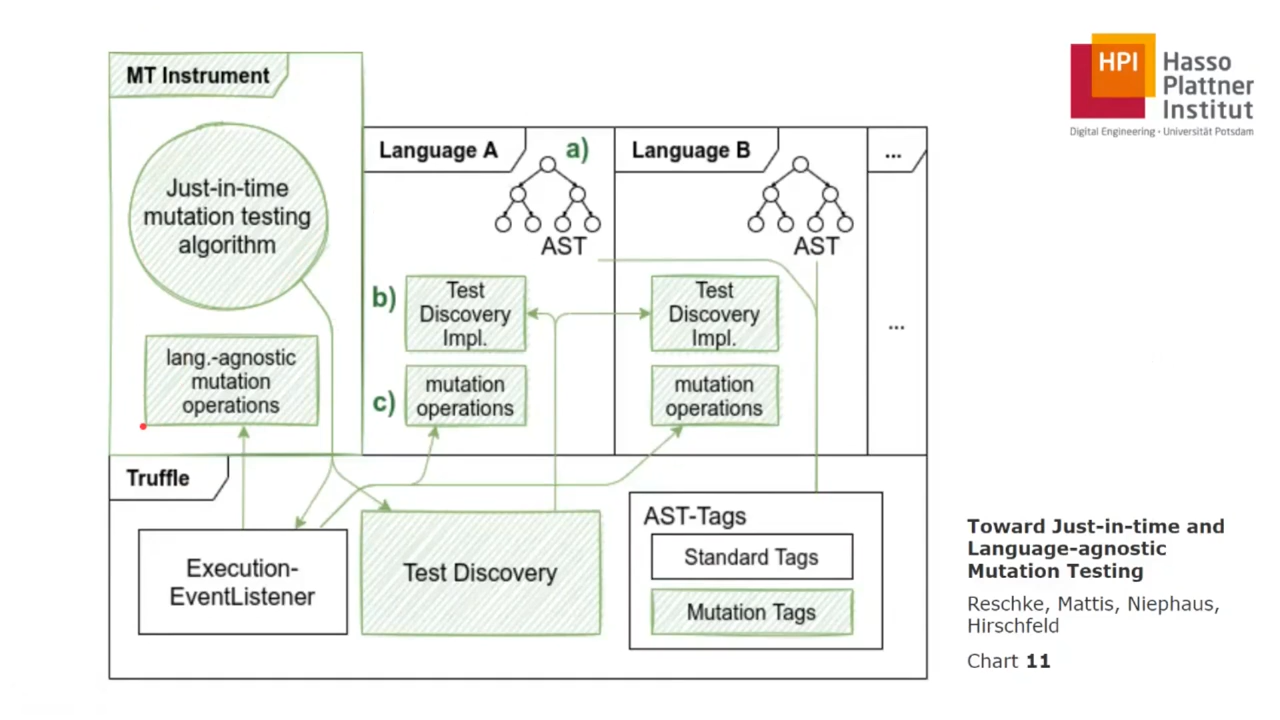 MT Instrument
Just-in-time
mutation testing
algorithm
lang.-agnostic
mutation
operations
Language A
a)
AST
b)
Test
Discovery
Impl.
c)
mutation
operations
Language B
AST
Test
Discovery
Impl.
mutation
operations
...
...
Truffle
Execution-
EventListener
Test Discovery
AST-Tags
Standard Tags
Mutation Tags
HPI
Hasso
Plattner
Institut
Digital Engineering • Universität Potsdam
Toward Just-in-time and
Language-agnostic
Mutation Testing
Reschke, Mattis, Niephaus,
Hirschfeld
Chart 11